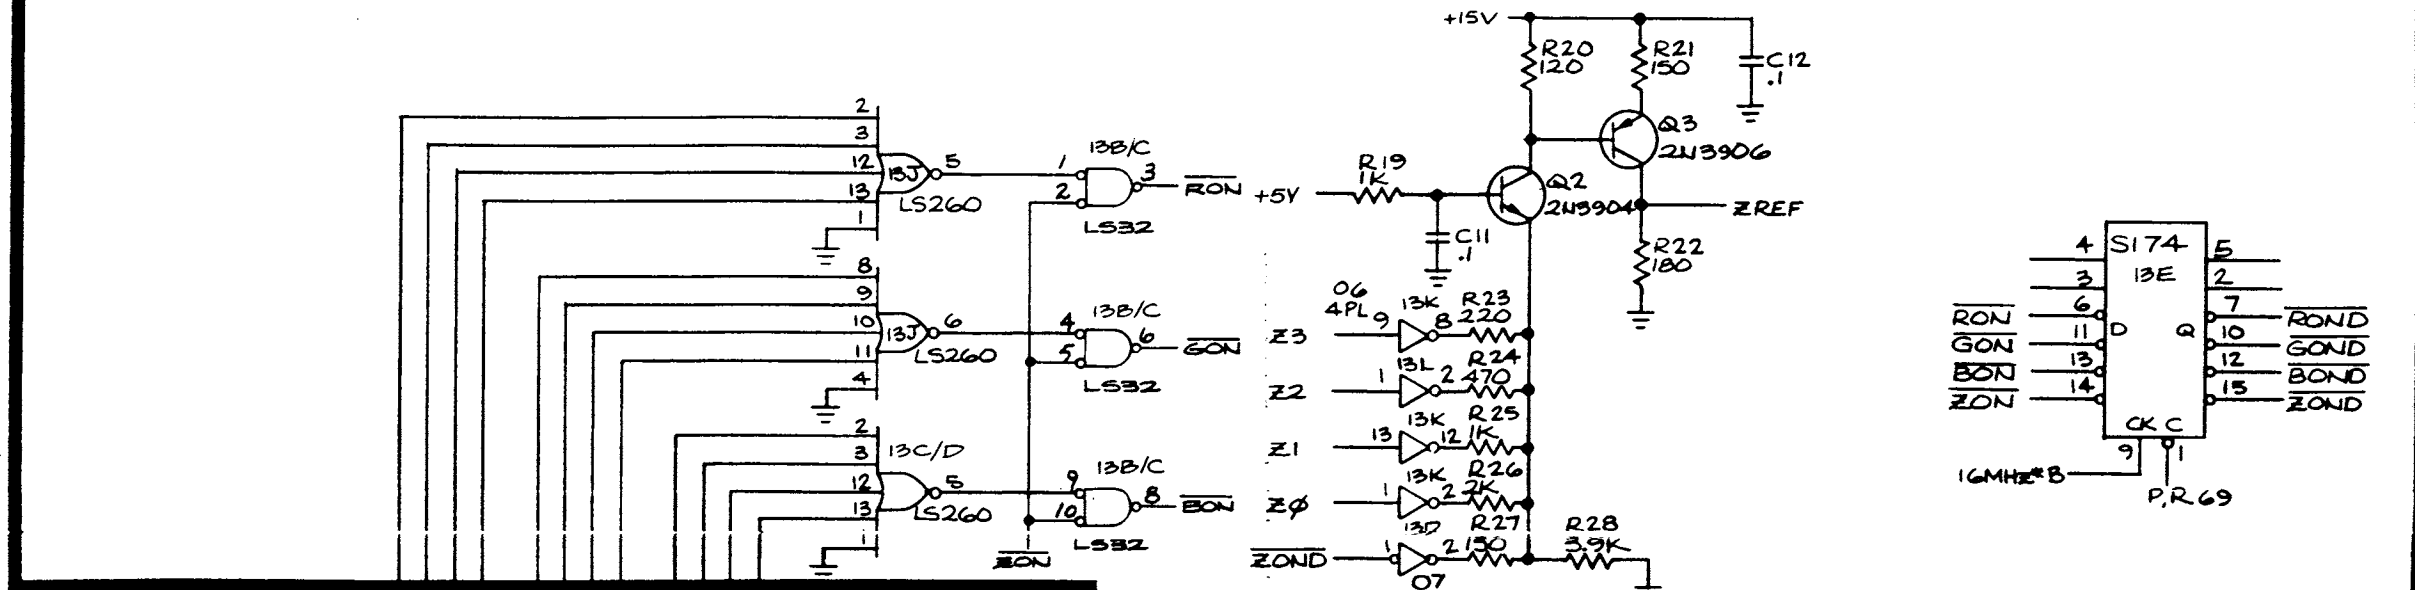 +15V
R20
120
R21
150
C12
.1
2
3
12
13
1
13J
5
LS260
13B/C
1
2
3
LS32
RON
+5V
R19
1K
C11
.1
Q2
2N3904
Q3
2N3906
ZREF
R22
180
8
9
10
11
4
13J
6
LS260
13B/C
4
5
6
LS32
GON
2
3
12
13
1
13C/D
5
LS260
13B/C
9
10
8
LS32
BON
ZON
06
4PL
Z3
9
13K
8
R23
220
Z2
1
13L
2
R24
470
Z1
13
13K
12
R25
1K
ZØ
1
13K
2
R26
2K
ZOND
1
13D
2
07
R27
150
R28
3.9K
S174
13E
4
5
3
2
RON
6
7
ROND
GON
11
D
Q
10
GOND
BON
13
12
BOND
ZON
14
15
ZOND
CK C
9
1
16MHZ*B
P.R.69